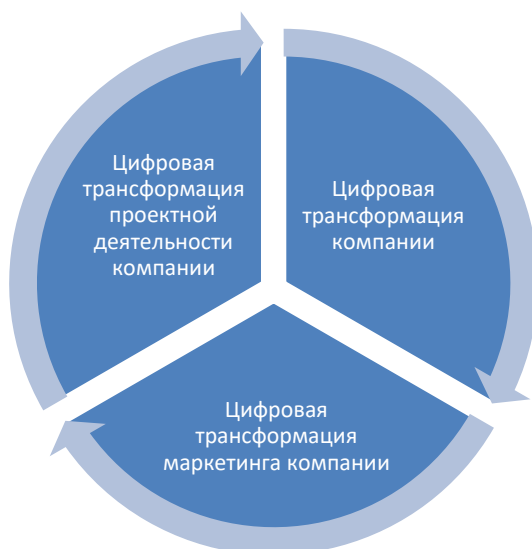 Цифровая
трансформация
проектной
деятельности
компании
Цифровая
трансформация
компании
Цифровая
трансформация
маркетинга компании